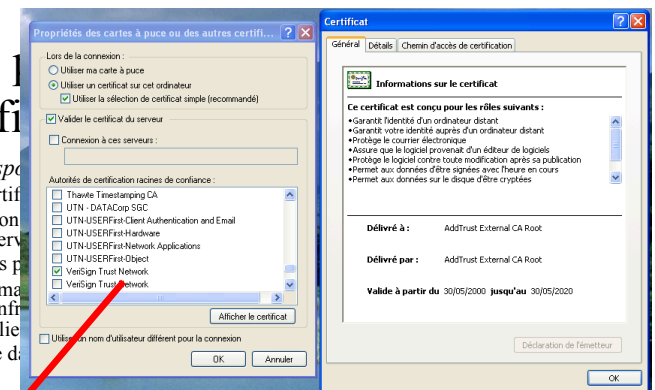 Propriétés des cartes à puce ou des autres certifi...
Lors de la connexion :
Utiliser ma carte à puce
Utiliser un certificat sur cet ordinateur
Utiliser la sélection de certificat simple (recommandé)
Valider le certificat du serveur
Connexion à ces serveurs :
Autorités de certification racines de confiance :
Thawte Timestamping CA
UTN - DATACorp SGC
UTN-USERFirst-Client Authentication and Email
UTN-USERFirst-Hardware
UTN-USERFirst-Network Applications
UTN-USERFirst-Object
VeriSign Trust Network
VeriSign Trust Network
Afficher le certificat
Utiliser un nom d'utilisateur différent pour la connexion
OK Annuler
Certificat
Général Détails Chemin d'accès de certification
Informations sur le certificat
Ce certificat est conçu pour les rôles suivants :
•Garantit l'identité d'un ordinateur distant
•Garantit votre identité auprès d'un ordinateur distant
•Protège le courrier électronique
•Assure que le logiciel provenait d'un éditeur de logiciels
•Protège le logiciel contre toute modification après sa publication
•Permet aux données d'être signées avec l'heure en cours
•Permet aux données sur le disque d'être cryptées
Délivré à : AddTrust External CA Root
Délivré par : AddTrust External CA Root
Valide à partir du 30/05/2000 jusqu'au 30/05/2020
Déclaration de l'émetteur
OK